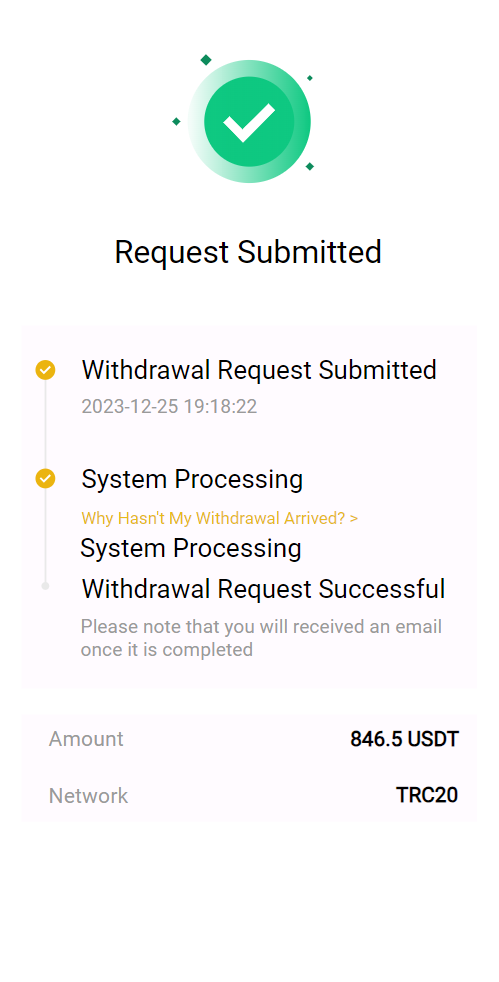 Request Submitted
Withdrawal Request Submitted
2023-12-25 19:18:22
System Processing
Why Hasn't My Withdrawal Arrived? >
System Processing
Withdrawal Request Successful
Please note that you will received an email
once it is completed
Amount 846.5 USDT
Network TRC20